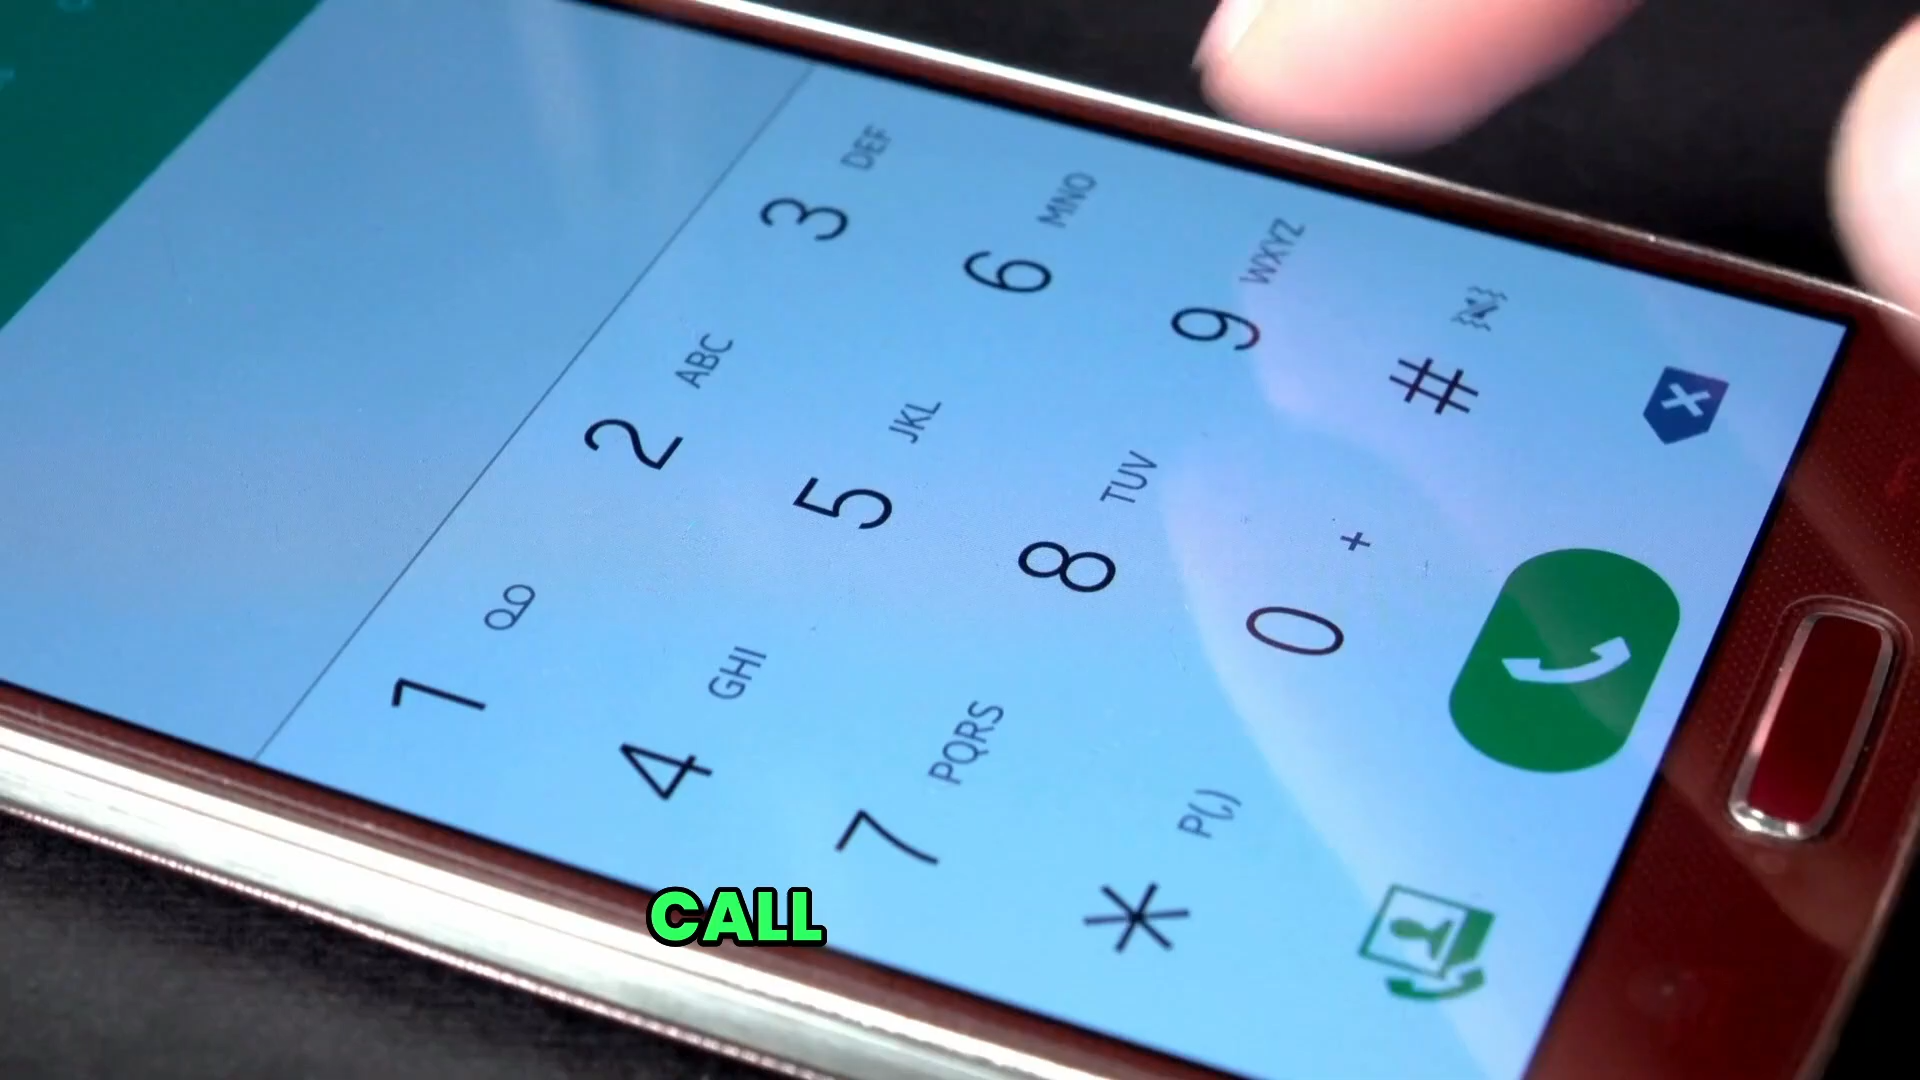 1
2 ABC
3 DEF
4 GHI
5 JKL
6 MNO
7 PQRS
8 TUV
9 WXYZ
* P(,)
0 +
#
CALL